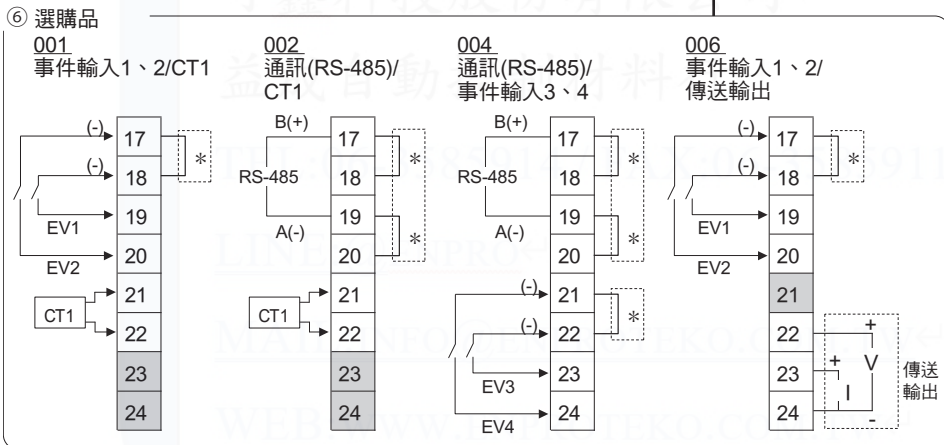 ⑥ 選購品
001
事件輸入1、2/CT1
(-)
17
*
(-)
18
19
EV1
20
EV2
21
CT1
22
23
24
002
通訊(RS-485)/
CT1
B(+)
17
*
RS-485
18
19
A(-)
*
20
21
CT1
22
23
24
004
通訊(RS-485)/
事件輸入3、4
B(+)
17
*
RS-485
18
19
A(-)
*
20
(-)
21
*
(-)
22
23
EV3
24
EV4
006
事件輸入1、2/
傳送輸出
(-)
17
*
(-)
18
19
EV1
20
EV2
21
22
+
23
+
V
I
傳送
輸出
24
-